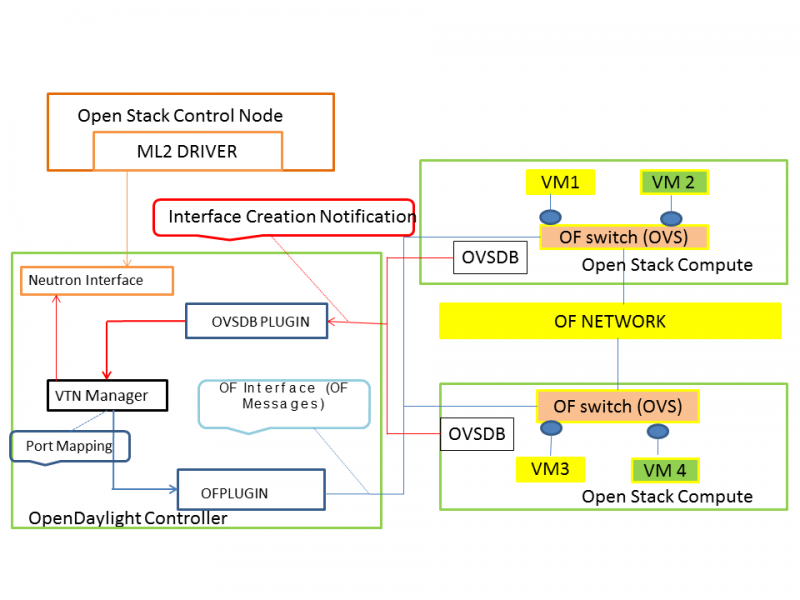 Open Stack Control Node
ML2 DRIVER
Interface Creation Notification
VM1
VM 2
OF switch (OVS)
OVSDB
Open Stack Compute
Neutron Interface
OVSDB PLUGIN
OF NETWORK
VTN Manager
OF Interface (OF
Messages)
Port Mapping
OF switch (OVS)
OVSDB
VM3
VM 4
Open Stack Compute
OFPLUGIN
OpenDaylight Controller